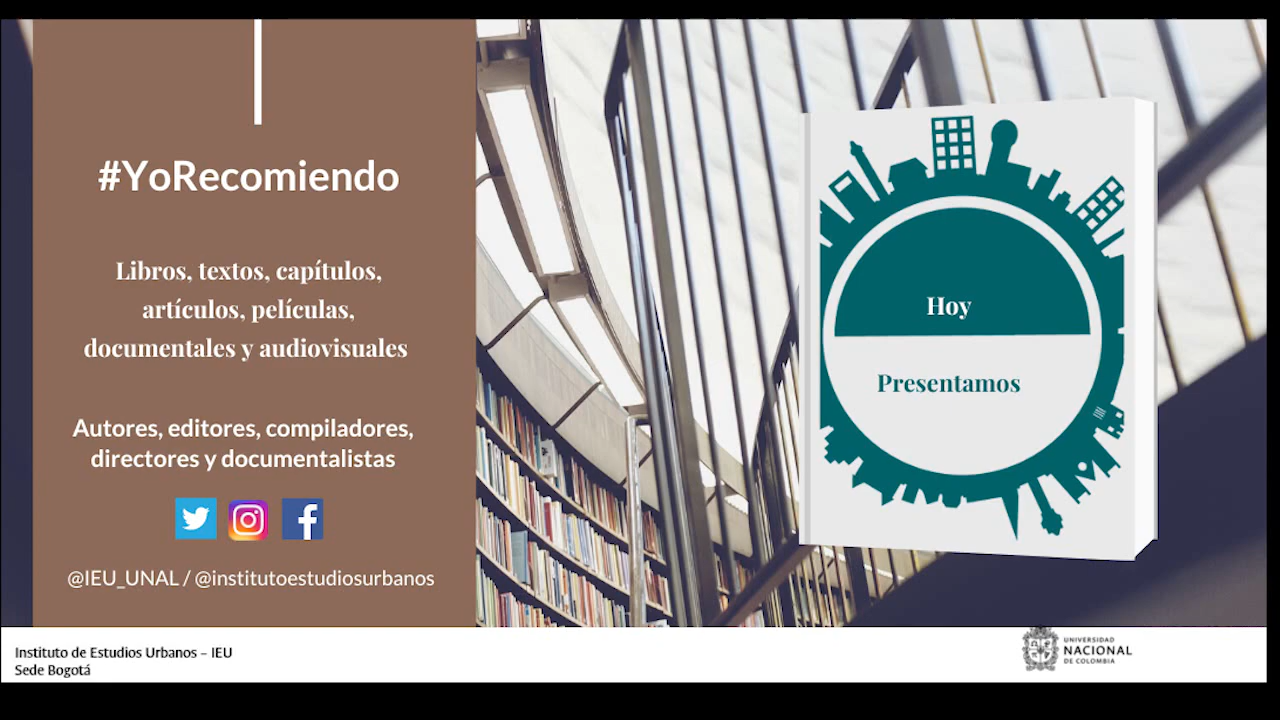 #YoRecomiendo
Libros, textos, capítulos,
artículos, películas,
documentales y audiovisuales
Autores, editores, compiladores,
directores y documentalistas
@IEU_UNAL / @institutoestudiosurbanos
Hoy
Presentamos
Instituto de Estudios Urbanos – IEU
Sede Bogotá
UNIVERSIDAD
NACIONAL
DE COLOMBIA